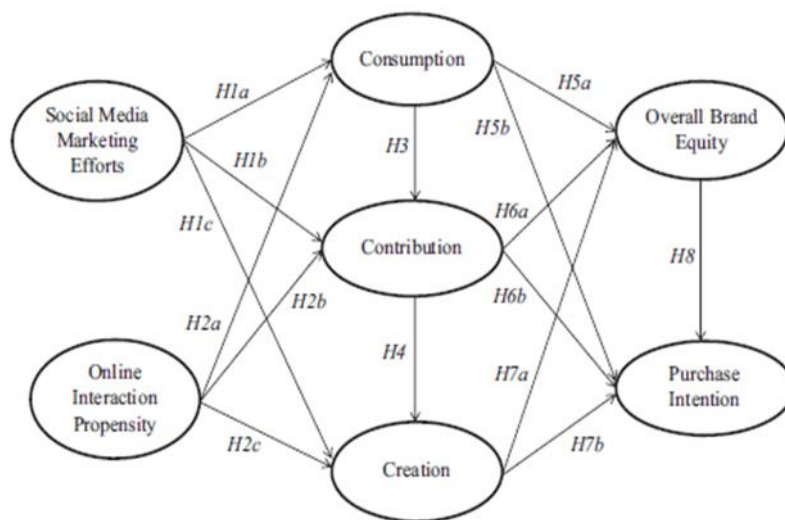 Consumption
H1a
H5a
Social Media
Marketing
Efforts
Overall Brand
Equity
H1b
H3
H5b
H1c
H6a
Contribution
H2b
H6b
H8
H2a
H4
H7a
Online
Interaction
Propensity
Purchase
Intention
H2c
H7b
Creation